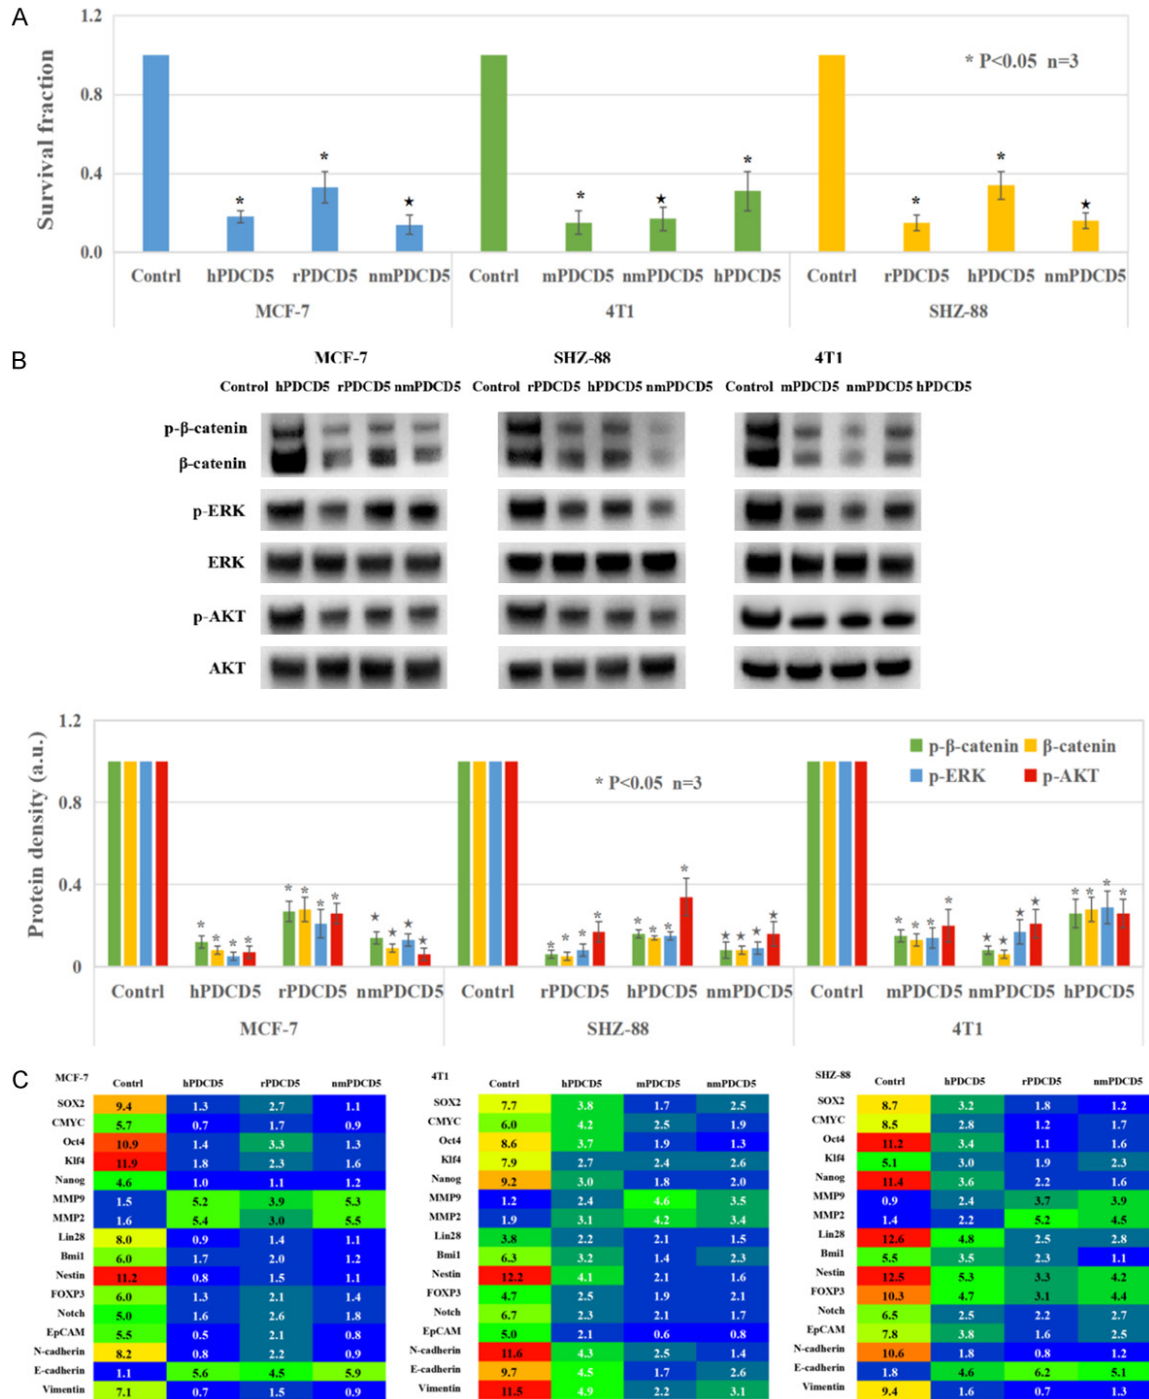 A
Survival fraction
1.2
0.8
0.4
0.0
* P<0.05 n=3
* * ★ * ★ * * * ★
Contrl hPDCD5 rPDCD5 nmPDCD5 Contrl mPDCD5 nmPDCD5 hPDCD5 Contrl rPDCD5 hPDCD5 nmPDCD5
MCF-7 4T1 SHZ-88
B
MCF-7 SHZ-88 4T1
Control hPDCD5 rPDCD5 nmPDCD5 Control rPDCD5 hPDCD5 nmPDCD5 Control mPDCD5 nmPDCD5 hPDCD5
p-β-catenin
β-catenin
p-ERK
ERK
p-AKT
AKT
Protein density (a.u.)
1.2
0.8
0.4
0
p-β-catenin β-catenin
p-ERK p-AKT
* P<0.05 n=3
* * * * * * * * ★ ★ ★ ★ * * * * * * * * ★ ★ ★ ★ * * * * ★ ★ ★ ★ * * * *
Contrl hPDCD5 rPDCD5 nmPDCD5 Contrl rPDCD5 hPDCD5 nmPDCD5 Contrl mPDCD5 nmPDCD5 hPDCD5
MCF-7 SHZ-88 4T1
C
MCF-7 Contrl hPDCD5 rPDCD5 nmPDCD5
SOX2 9.4 1.3 2.7 1.1
CMYC 5.7 0.7 1.7 0.9
Oct4 10.9 1.4 3.3 1.3
Klf4 11.9 1.8 2.3 1.6
Nanog 4.6 1.0 1.1 1.2
MMP9 1.5 5.2 3.9 5.3
MMP2 1.6 5.4 3.0 5.5
Lin28 8.0 0.9 1.4 1.1
Bmi1 6.0 1.7 2.0 1.2
Nestin 11.2 0.8 1.5 1.1
FOXP3 6.0 1.3 2.1 1.4
Notch 5.0 1.6 2.6 1.8
EpCAM 5.5 0.5 2.1 0.8
N-cadherin 8.2 0.8 2.2 0.9
E-cadherin 1.1 5.6 4.5 5.9
Vimentin 7.1 0.7 1.5 0.9
4T1 Contrl hPDCD5 mPDCD5 nmPDCD5
SOX2 7.7 3.8 1.7 2.5
CMYC 6.0 4.2 2.5 1.9
Oct4 8.6 3.7 1.9 1.3
Klf4 7.9 2.7 2.4 2.6
Nanog 9.2 3.0 1.8 2.0
MMP9 1.2 2.4 4.6 3.5
MMP2 1.9 3.1 4.2 3.4
Lin28 3.8 2.2 2.1 1.5
Bmi1 6.3 3.2 1.4 2.3
Nestin 12.2 4.1 2.1 1.6
FOXP3 4.7 2.5 1.9 2.1
Notch 6.7 2.3 2.1 1.7
EpCAM 5.0 2.1 0.6 0.8
N-cadherin 11.6 4.3 2.5 1.4
E-cadherin 9.7 4.5 1.7 2.6
Vimentin 11.5 4.9 2.2 3.1
SHZ-88 Contrl hPDCD5 rPDCD5 nmPDCD5
SOX2 8.7 3.2 1.8 1.2
CMYC 8.5 2.8 1.2 1.7
Oct4 11.2 3.4 1.1 1.6
Klf4 5.1 3.0 1.9 2.3
Nanog 11.4 3.6 2.2 1.6
MMP9 0.9 2.4 3.7 3.9
MMP2 1.4 2.2 5.2 4.5
Lin28 12.6 4.8 2.5 2.8
Bmi1 5.5 3.5 2.3 1.1
Nestin 12.5 5.3 3.3 4.2
FOXP3 10.3 4.7 3.1 4.4
Notch 6.5 2.5 2.2 2.7
EpCAM 7.8 3.8 1.6 2.5
N-cadherin 10.6 1.8 0.8 1.2
E-cadherin 1.8 4.6 6.2 5.1
Vimentin 9.4 1.6 0.7 1.3